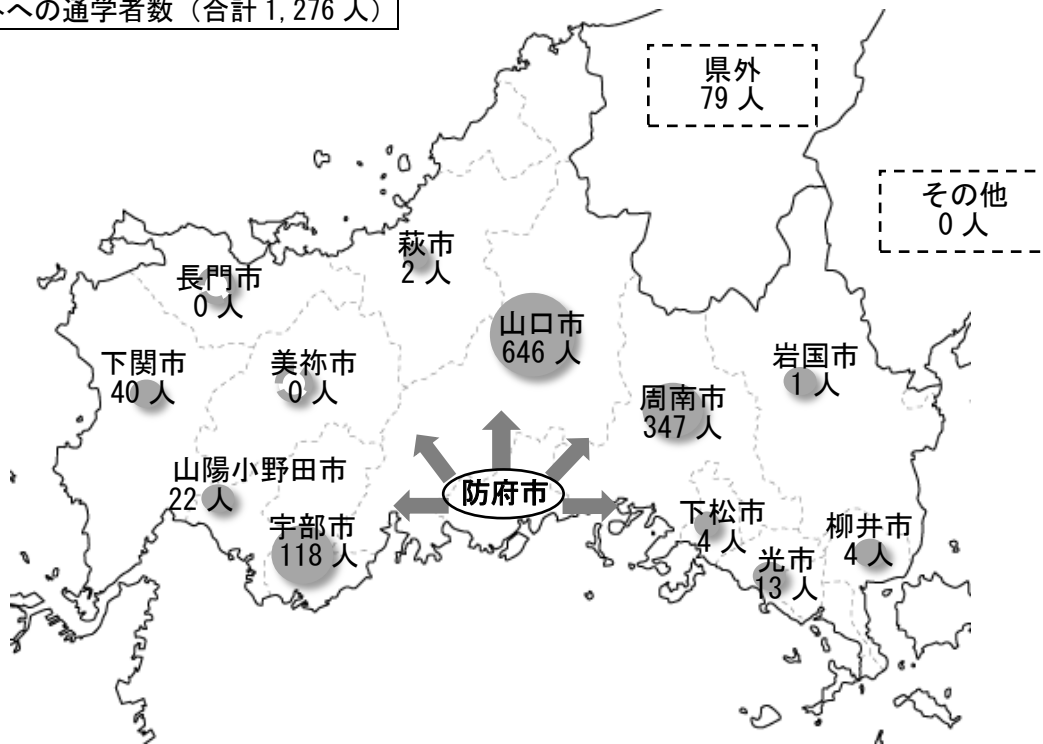 への通学者数（合計 1,276 人）
県外
79 人
その他
0 人
萩市
2 人
長門市
0 人
山口市
646 人
下関市
40 人
美祢市
0 人
岩国市
1 人
周南市
347 人
山陽小野田市
22 人
防府市
宇部市
118 人
下松市
4 人
柳井市
4 人
光市
13 人